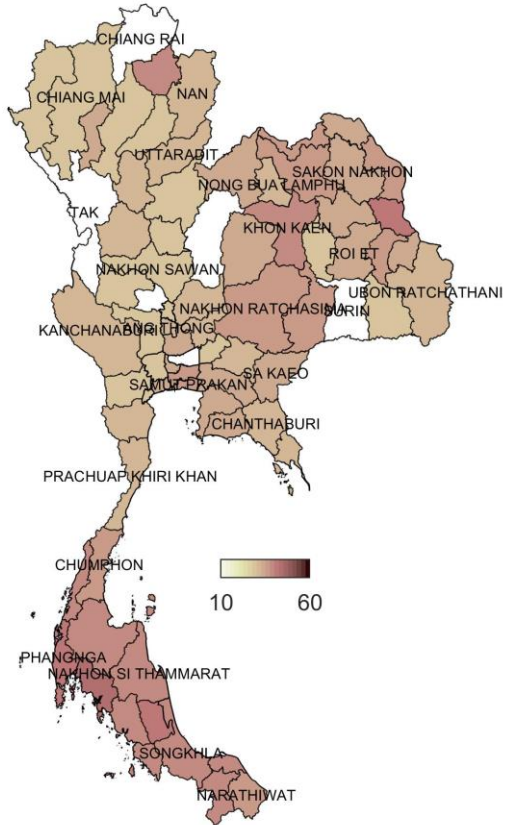 CHIANG RAI
CHIANG MAI
NAN
UTTARADIT
SAKON NAKHON
NONG BUA LAMPHU
TAK
KHON KAEN
ROI ET
NAKHON SAWAN
UBON RATCHATHANI
NAKHON RATCHASIMA
SURIN
KANCHANABURI
ANG THONG
SA KAEO
SAMUT PRAKAN
CHANTHABURI
PRACHUAP KHIRI KHAN
CHUMPHON
10 60
PHANGNGA
NAKHON SI THAMMARAT
SONGKHLA
NARATHIWAT